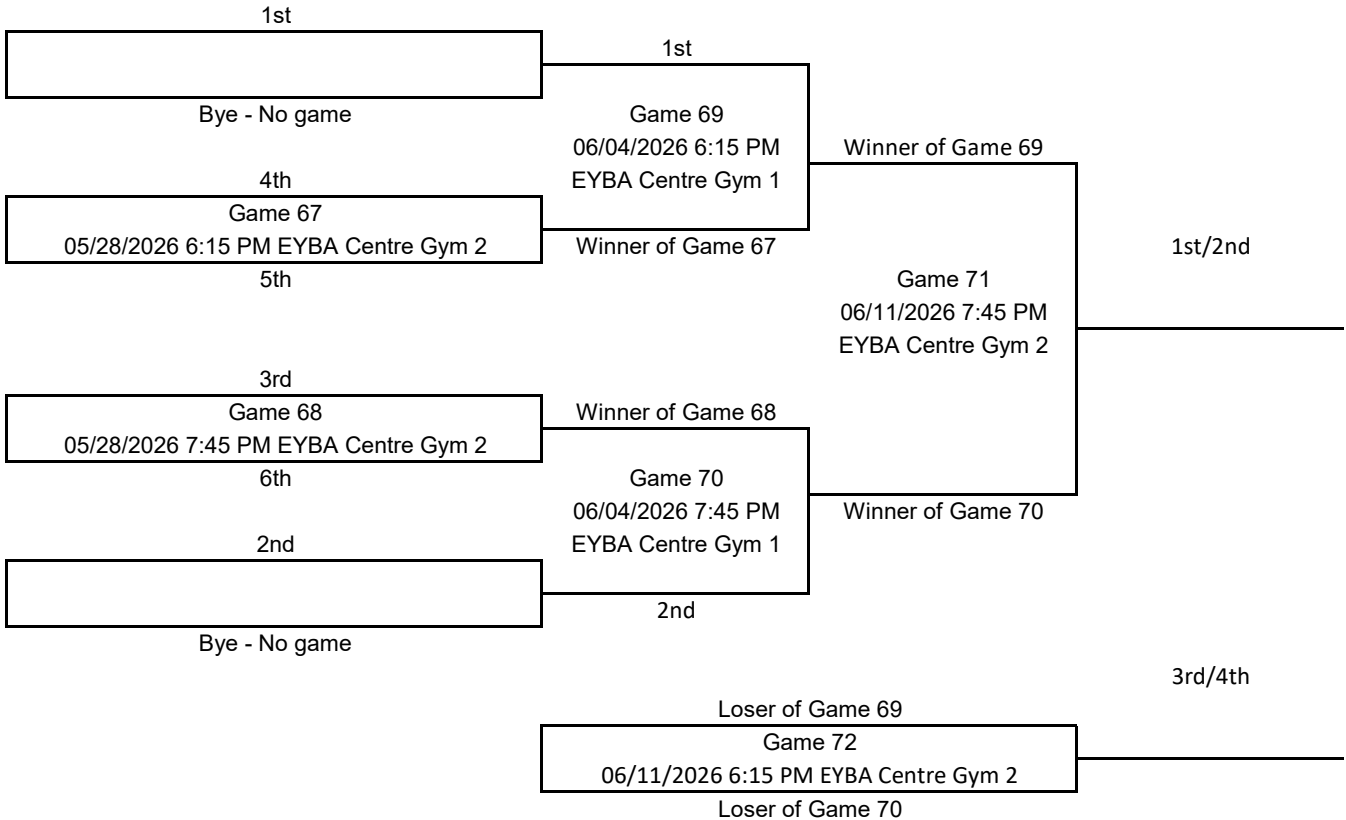 1st
Bye - No game
4th
Game 67
05/28/2026 6:15 PM EYBA Centre Gym 2
5th
3rd
Game 68
05/28/2026 7:45 PM EYBA Centre Gym 2
6th
2nd
Bye - No game
1st
Game 69
06/04/2026 6:15 PM
EYBA Centre Gym 1
Winner of Game 67
Winner of Game 68
Game 70
06/04/2026 7:45 PM
EYBA Centre Gym 1
2nd
Winner of Game 69
Game 71
06/11/2026 7:45 PM
EYBA Centre Gym 2
Winner of Game 70
1st/2nd
Loser of Game 69
Game 72
06/11/2026 6:15 PM EYBA Centre Gym 2
Loser of Game 70
3rd/4th